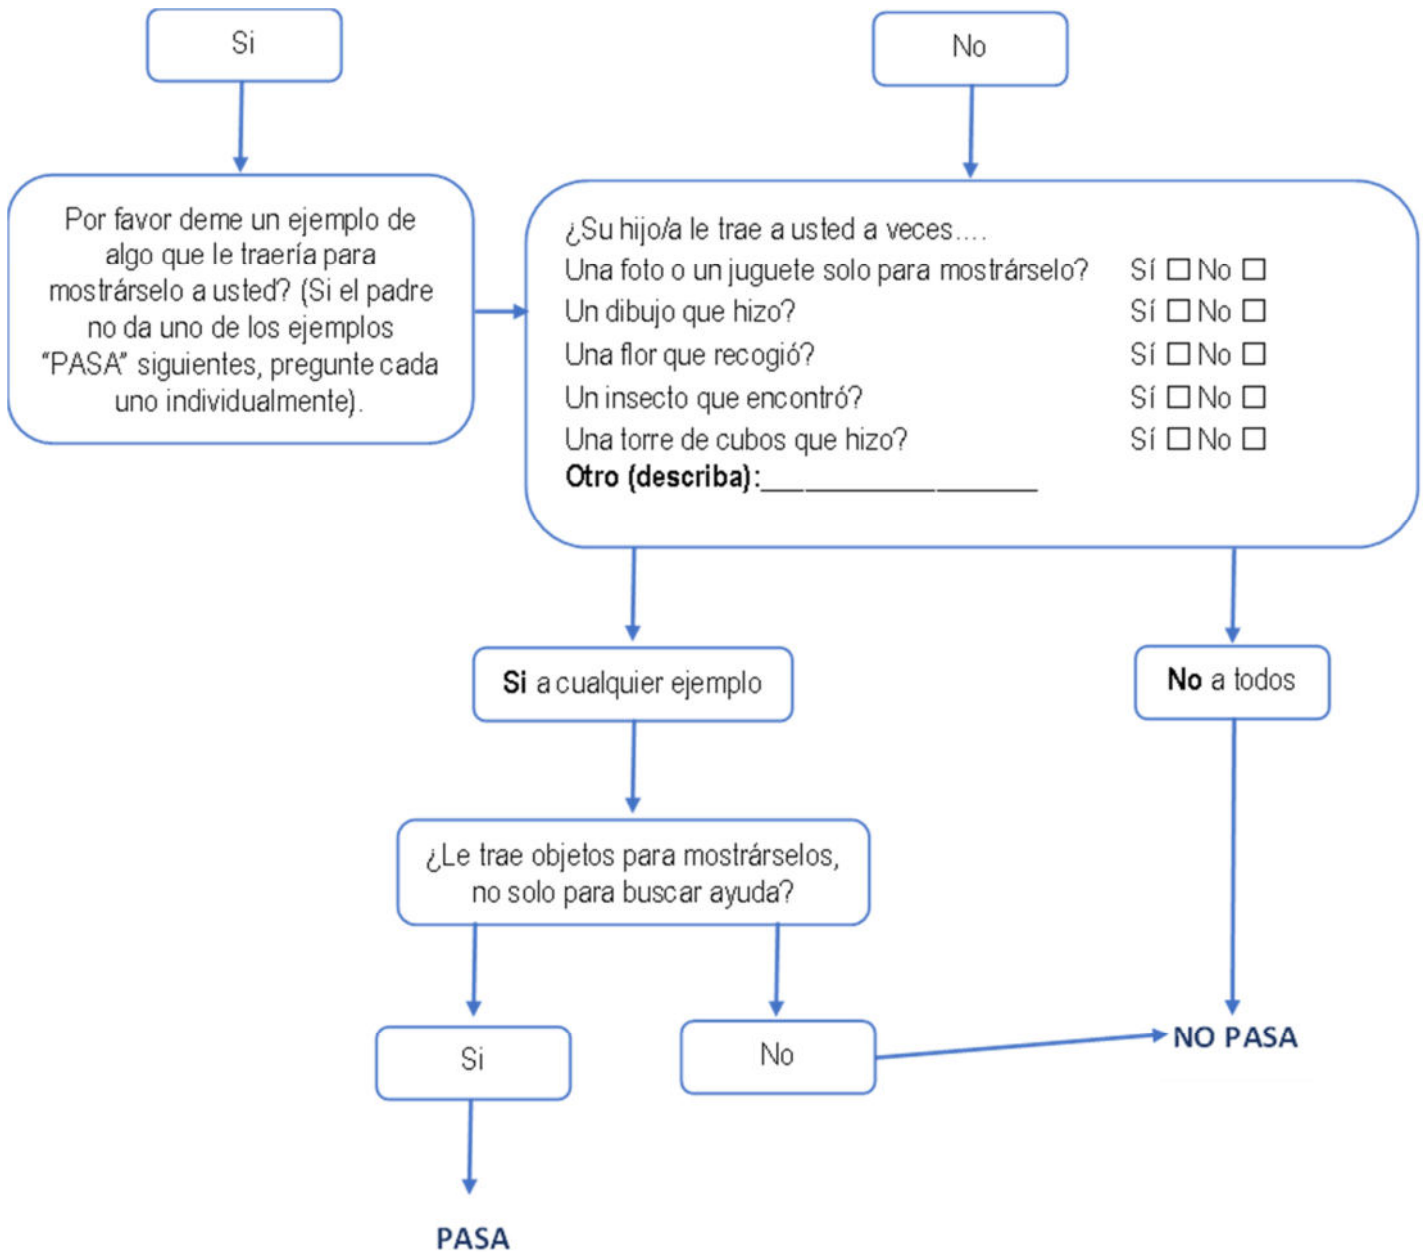 Si
No
Por favor deme un ejemplo de
algo que le traería para
mostrárselo a usted? (Si el padre
no da uno de los ejemplos
“PASA” siguientes, pregunte cada
uno individualmente).
¿Su hijo/a le trae a usted a veces....
Una foto o un juguete solo para mostrárselo? Sí ☐ No ☐
Un dibujo que hizo? Sí ☐ No ☐
Una flor que recogió? Sí ☐ No ☐
Un insecto que encontró? Sí ☐ No ☐
Una torre de cubos que hizo? Sí ☐ No ☐
Otro (describa):___________________
Si a cualquier ejemplo
No a todos
¿Le trae objetos para mostrárselos,
no solo para buscar ayuda?
Si
No
NO PASA
PASA